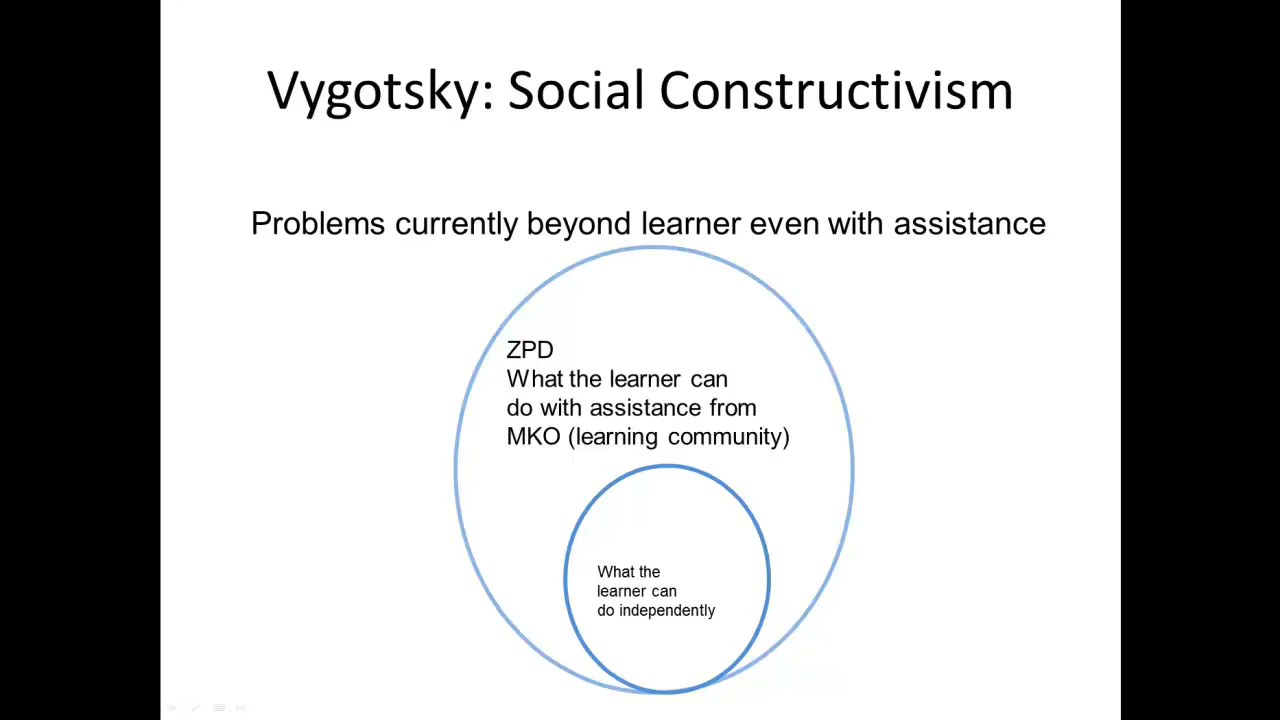 Vygotsky: Social Constructivism
Problems currently beyond learner even with assistance
ZPD
What the learner can
do with assistance from
MKO (learning community)
What the
learner can
do independently